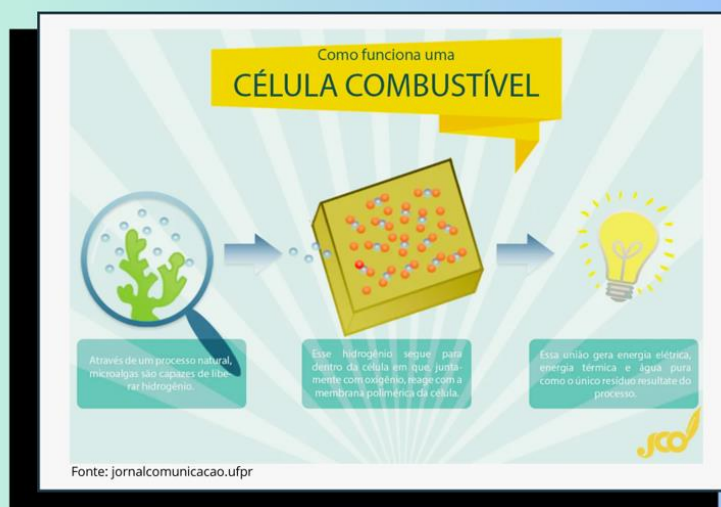 Como funciona uma
CÉLULA COMBUSTÍVEL
Através de um processo natural,
microalgas são capazes de libe-
rar hidrogênio.
Esse hidrogênio segue para
dentro da célula em que, junta-
mente com oxigênio, reage com a
membrana polimérica da célula.
Essa união gera energia elétrica,
energia térmica e água pura
como o único resíduo resultate do
processo.
jco
Fonte: jornalcomunicacao.ufpr